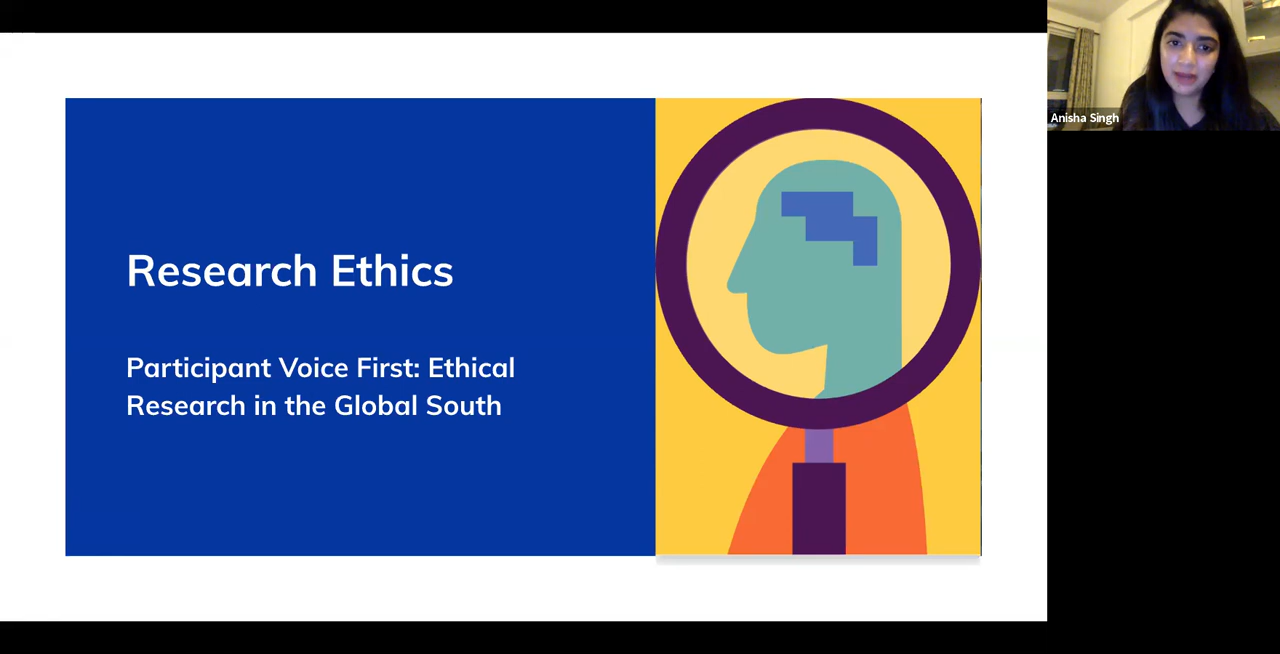 Research Ethics
Participant Voice First: Ethical
Research in the Global South
Anisha Singh